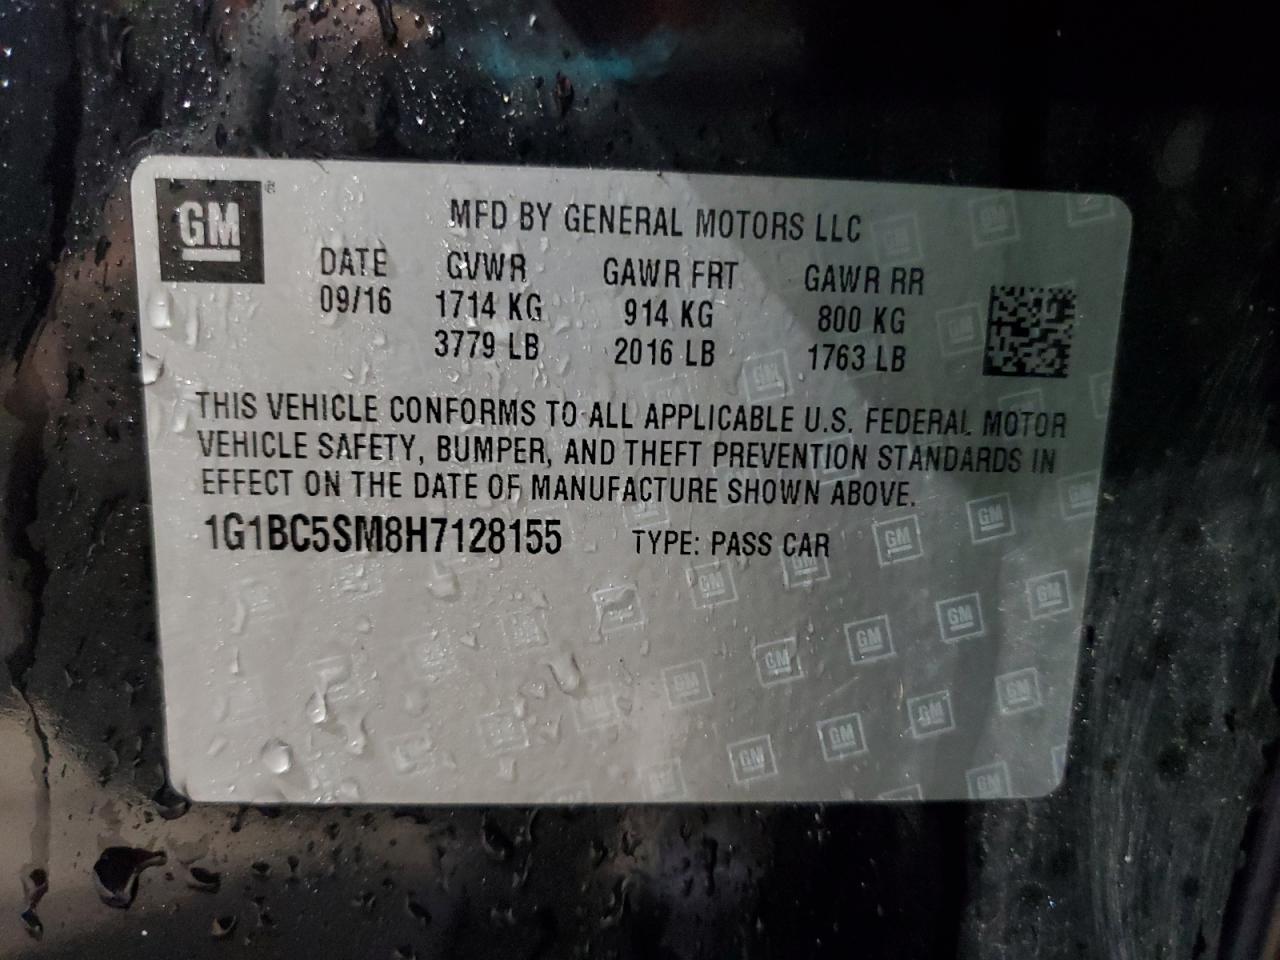 GM®
MFD BY GENERAL MOTORS LLC
DATE GVWR GAWR FRT GAWR RR
09/16 1714 KG 914 KG 800 KG
3779 LB 2016 LB 1763 LB
THIS VEHICLE CONFORMS TO ALL APPLICABLE U.S. FEDERAL MOTOR
VEHICLE SAFETY, BUMPER, AND THEFT PREVENTION STANDARDS IN
EFFECT ON THE DATE OF MANUFACTURE SHOWN ABOVE.
1G1BC5SM8H7128155 TYPE: PASS CAR